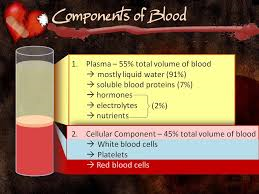 Components of Blood
1. Plasma – 55% total volume of blood
→ mostly liquid water (91%)
→ soluble blood proteins (7%)
→ hormones
→ electrolytes (2%)
→ nutrients
2. Cellular Component – 45% total volume of blood
→ White blood cells
→ Platelets
→ Red blood cells